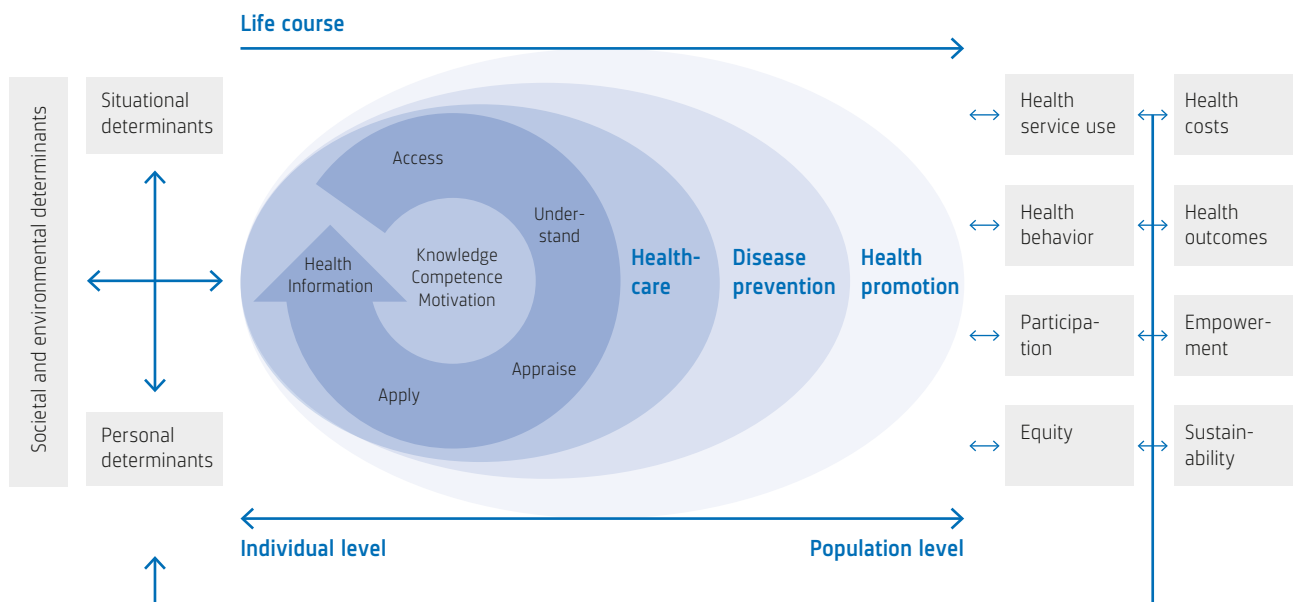 Life course
Societal and environmental determinants
Situational
determinants
Personal
determinants
Access
Under-
stand
Appraise
Apply
Health
Information
Knowledge
Competence
Motivation
Health-
care
Disease
prevention
Health
promotion
Individual level
Population level
Health
service use
Health
costs
Health
behavior
Health
outcomes
Participa-
tion
Empower-
ment
Equity
Sustain-
ability